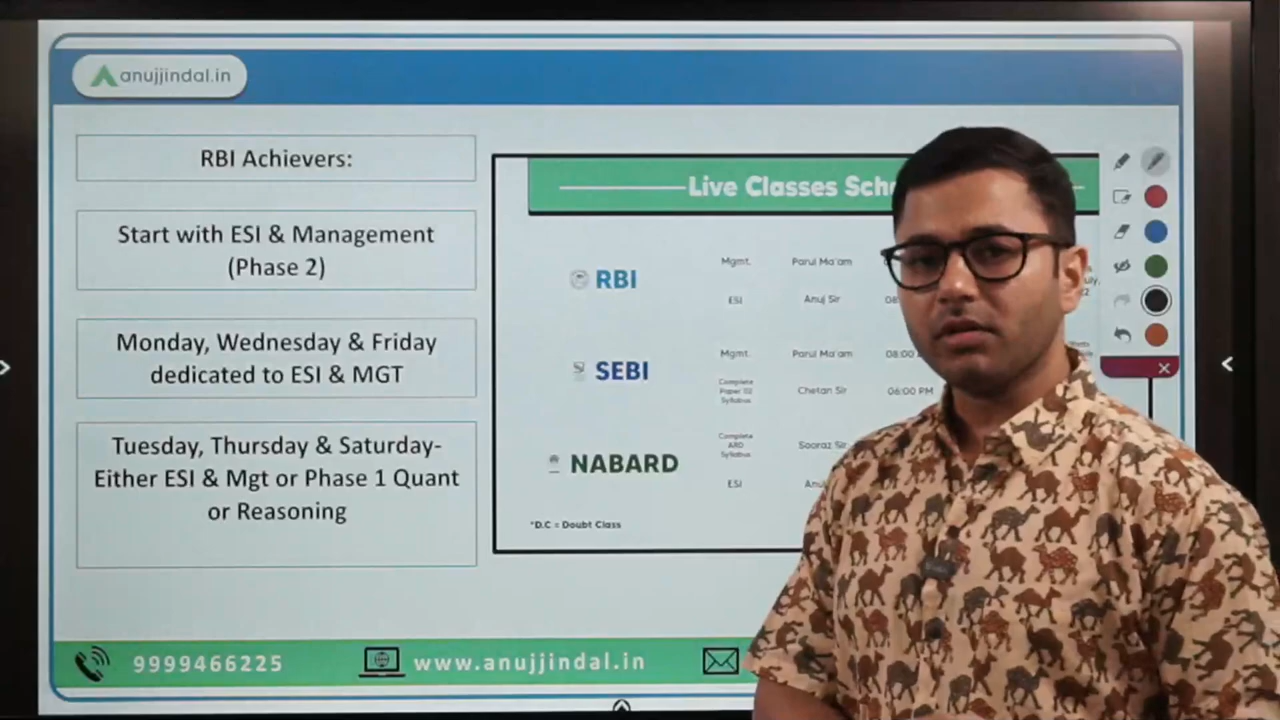 anujjindal.in
RBI Achievers:
Start with ESI & Management
(Phase 2)
Monday, Wednesday & Friday
dedicated to ESI & MGT
Tuesday, Thursday & Saturday-
Either ESI & Mgt or Phase 1 Quant
or Reasoning
Live Classes
RBI
Mgmt. Parul Ma'am
ESI Anuj Sir
SEBI
Mgmt. Parul Ma'am 08:00
Complete
Paper 1/2
Syllabus
Chetan Sir 06:00 PM
NABARD
Complete
ARD
Syllabus
Sooraz Sir
ESI
*D.C = Doubt Class
9999466225 www.anujjindal.in